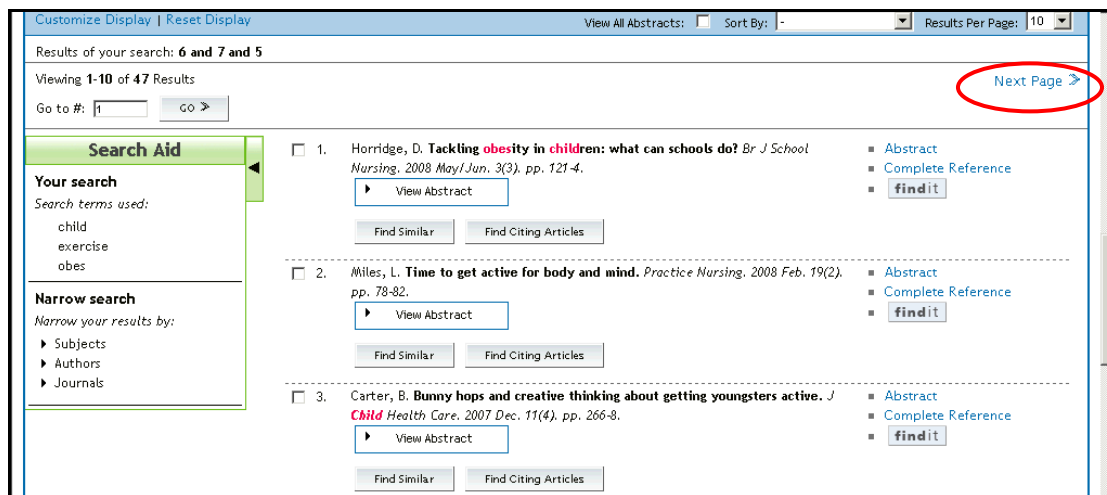 Customize Display | Reset Display View All Abstracts: Sort By: - Results Per Page: 10
Results of your search: 6 and 7 and 5
Viewing 1-10 of 47 Results Next Page
Go to #: 1 GO
Search Aid
Your search
Search terms used:
child
exercise
obes
Narrow search
Narrow your results by:
Subjects
Authors
Journals
1. Horridge, D. Tackling obesity in children: what can schools do? Br J School
Nursing. 2008 May/Jun. 3(3). pp. 121-4.
View Abstract
Find Similar Find Citing Articles
Abstract
Complete Reference
findit
2. Miles, L. Time to get active for body and mind. Practice Nursing. 2008 Feb. 19(2).
pp. 78-82.
View Abstract
Find Similar Find Citing Articles
Abstract
Complete Reference
findit
3. Carter, B. Bunny hops and creative thinking about getting youngsters active. J
Child Health Care. 2007 Dec. 11(4). pp. 266-8.
View Abstract
Find Similar Find Citing Articles
Abstract
Complete Reference
findit